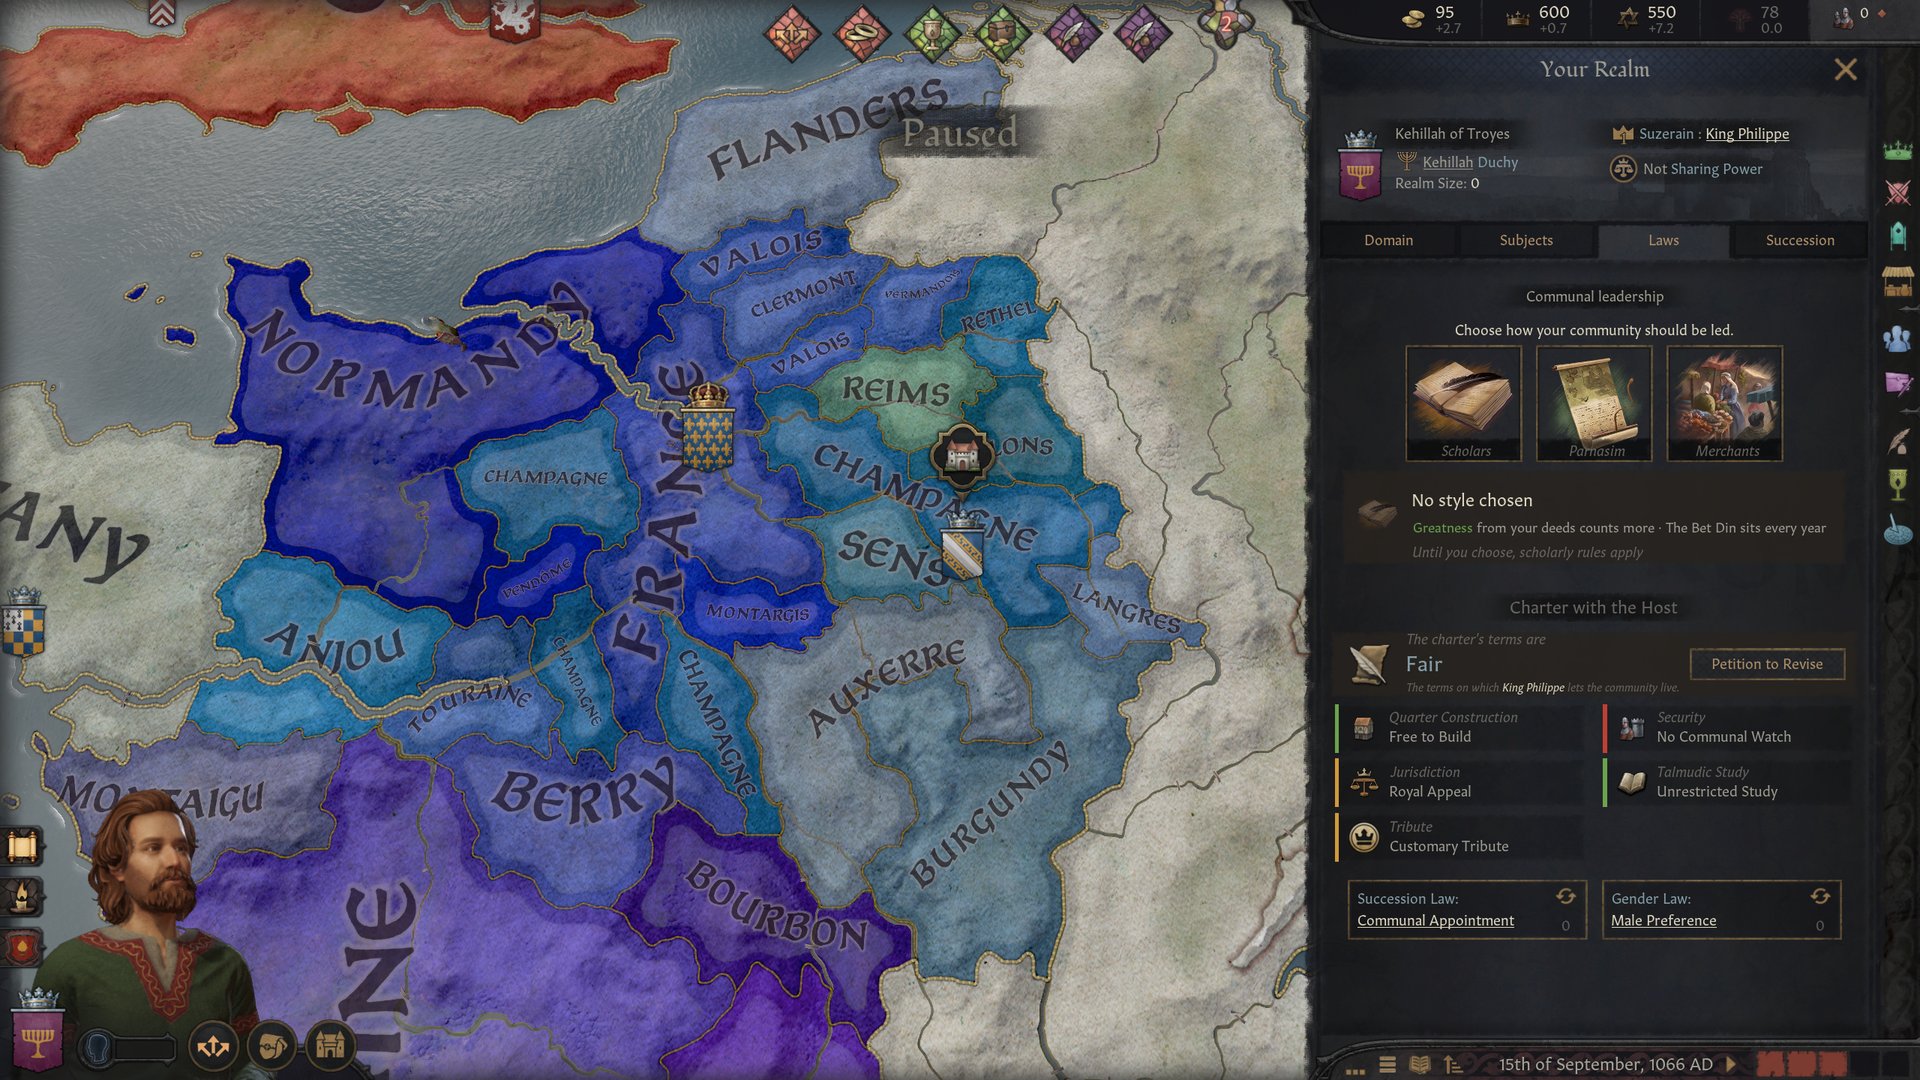 95
+2.7
600
+0.7
550
+7.2
78
0.0
0
2
Paused
Your Realm
Kehillah of Troyes
Kehillah Duchy
Realm Size: 0
Suzerain : King Philippe
Not Sharing Power
Domain
Subjects
Laws
Succession
Communal leadership
Choose how your community should be led.
Scholars
Parnasim
Merchants
No style chosen
Greatness from your deeds counts more · The Bet Din sits every year
Until you choose, scholarly rules apply
Charter with the Host
The charter's terms are
Fair
The terms on which King Philippe lets the community live.
Petition to Revise
Quarter Construction
Free to Build
Security
No Communal Watch
Jurisdiction
Royal Appeal
Talmudic Study
Unrestricted Study
Tribute
Customary Tribute
Succession Law:
Communal Appointment
0
Gender Law:
Male Preference
0
15th of September, 1066 AD
FLANDERS
VALOIS
CLERMONT
VERMANDOIS
RETHEL
VALOIS
NORMANDY
REIMS
FRANCE
LONS
CHAMPAGNE
CHAMPAGNE
ANY
SENS
VENDÔME
MONTARGIS
LANGRES
ANJOU
CHAMPAGNE
CHAMPAGNE
AUXERRE
TOURAINE
BERRY
BURGUNDY
MONTAIGU
BOURBON
INE